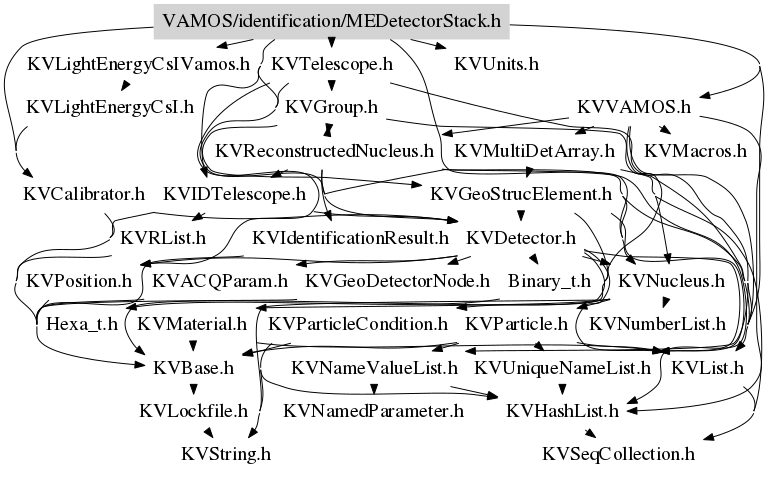 VAMOS/identification/MEDetectorStack.h
KVLightEnergyCsIVamos.h KVTelescope.h KVUnits.h
KVLightEnergyCsI.h KVGroup.h KVVAMOS.h
KVReconstructedNucleus.h KVMultiDetArray.h KVMacros.h
KVCalibrator.h KVIDTelescope.h KVGeoStrucElement.h
KVRList.h KVIdentificationResult.h KVDetector.h
KVPosition.h KVACQParam.h KVGeoDetectorNode.h Binary_t.h KVNucleus.h
Hexa_t.h KVMaterial.h KVParticleCondition.h KVParticle.h KVNumberList.h
KVBase.h KVNameValueList.h KVUniqueNameList.h KVList.h
KVLockfile.h KVNamedParameter.h KVHashList.h
KVString.h KVSeqCollection.h